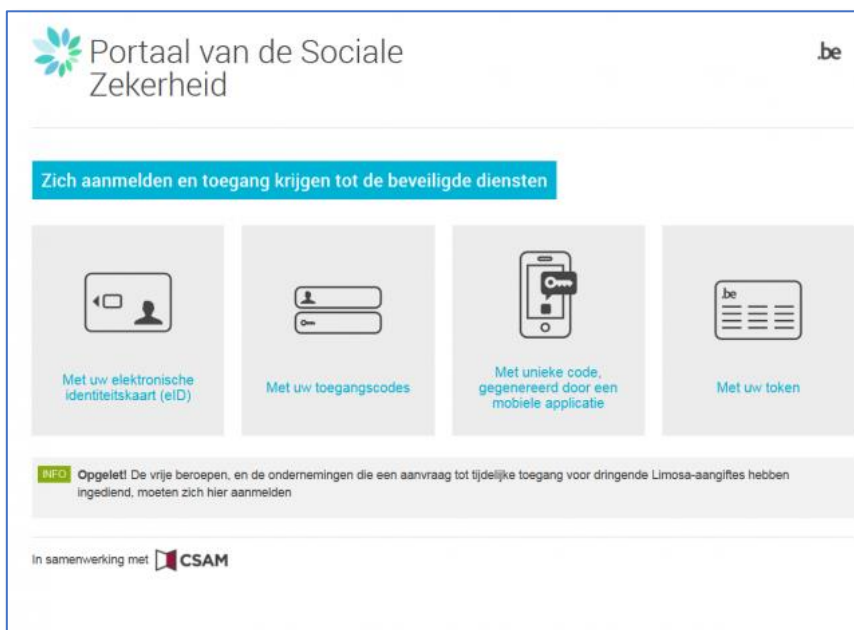 Portaal van de Sociale
Zekerheid
.be
Zich aanmelden en toegang krijgen tot de beveiligde diensten
.be
Met uw elektronische
identiteitskaart (eID)
Met uw toegangscodes
Met unieke code,
gegenereerd door een
mobiele applicatie
Met uw token
INFO Opgelet! De vrije beroepen, en de ondernemingen die een aanvraag tot tijdelijke toegang voor dringende Limosa-aangiftes hebben
ingediend, moeten zich hier aanmelden
In samenwerking met CSAM